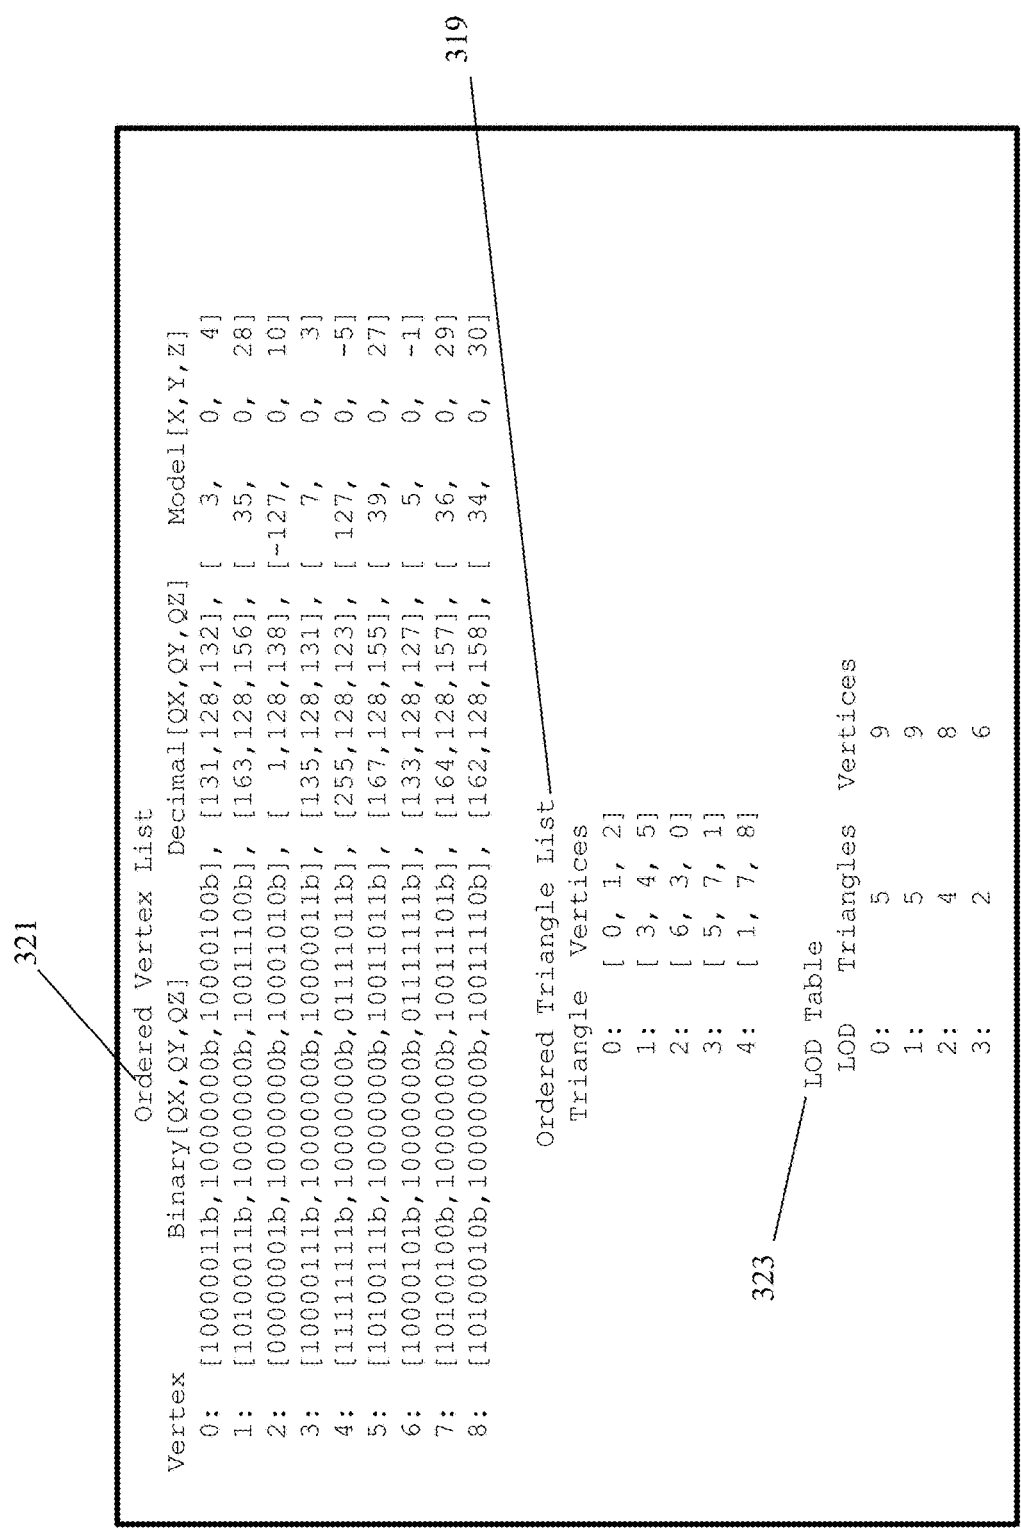 321
Ordered Vertex List
Vertex Binary[QX,QY,QZ] Decimal[QX,QY,QZ] Model[X,Y,Z]
0: [10000011b,10000000b,10000100b], [131,128,132], [ 3, 0, 4]
1: [10100011b,10000000b,10011100b], [163,128,156], [ 35, 0, 28]
2: [00000001b,10000000b,10001010b], [ 1,128,138], [-127, 0, 10]
3: [10000111b,10000000b,10000011b], [135,128,131], [ 7, 0, 3]
4: [11111111b,10000000b,01111011b], [255,128,123], [ 127, 0, -5]
5: [10100111b,10000000b,10011011b], [167,128,155], [ 39, 0, 27]
6: [10000101b,10000000b,01111111b], [133,128,127], [ 5, 0, -1]
7: [10100100b,10000000b,10011101b], [164,128,157], [ 36, 0, 29]
8: [10100010b,10000000b,10011110b], [162,128,158], [ 34, 0, 30]
319
Ordered Triangle List
Triangle Vertices
0: [ 0, 1, 2]
1: [ 3, 4, 5]
2: [ 6, 3, 0]
3: [ 5, 7, 1]
4: [ 1, 7, 8]
323
LOD Table
LOD Triangles Vertices
0: 5 9
1: 5 9
2: 4 8
3: 2 6